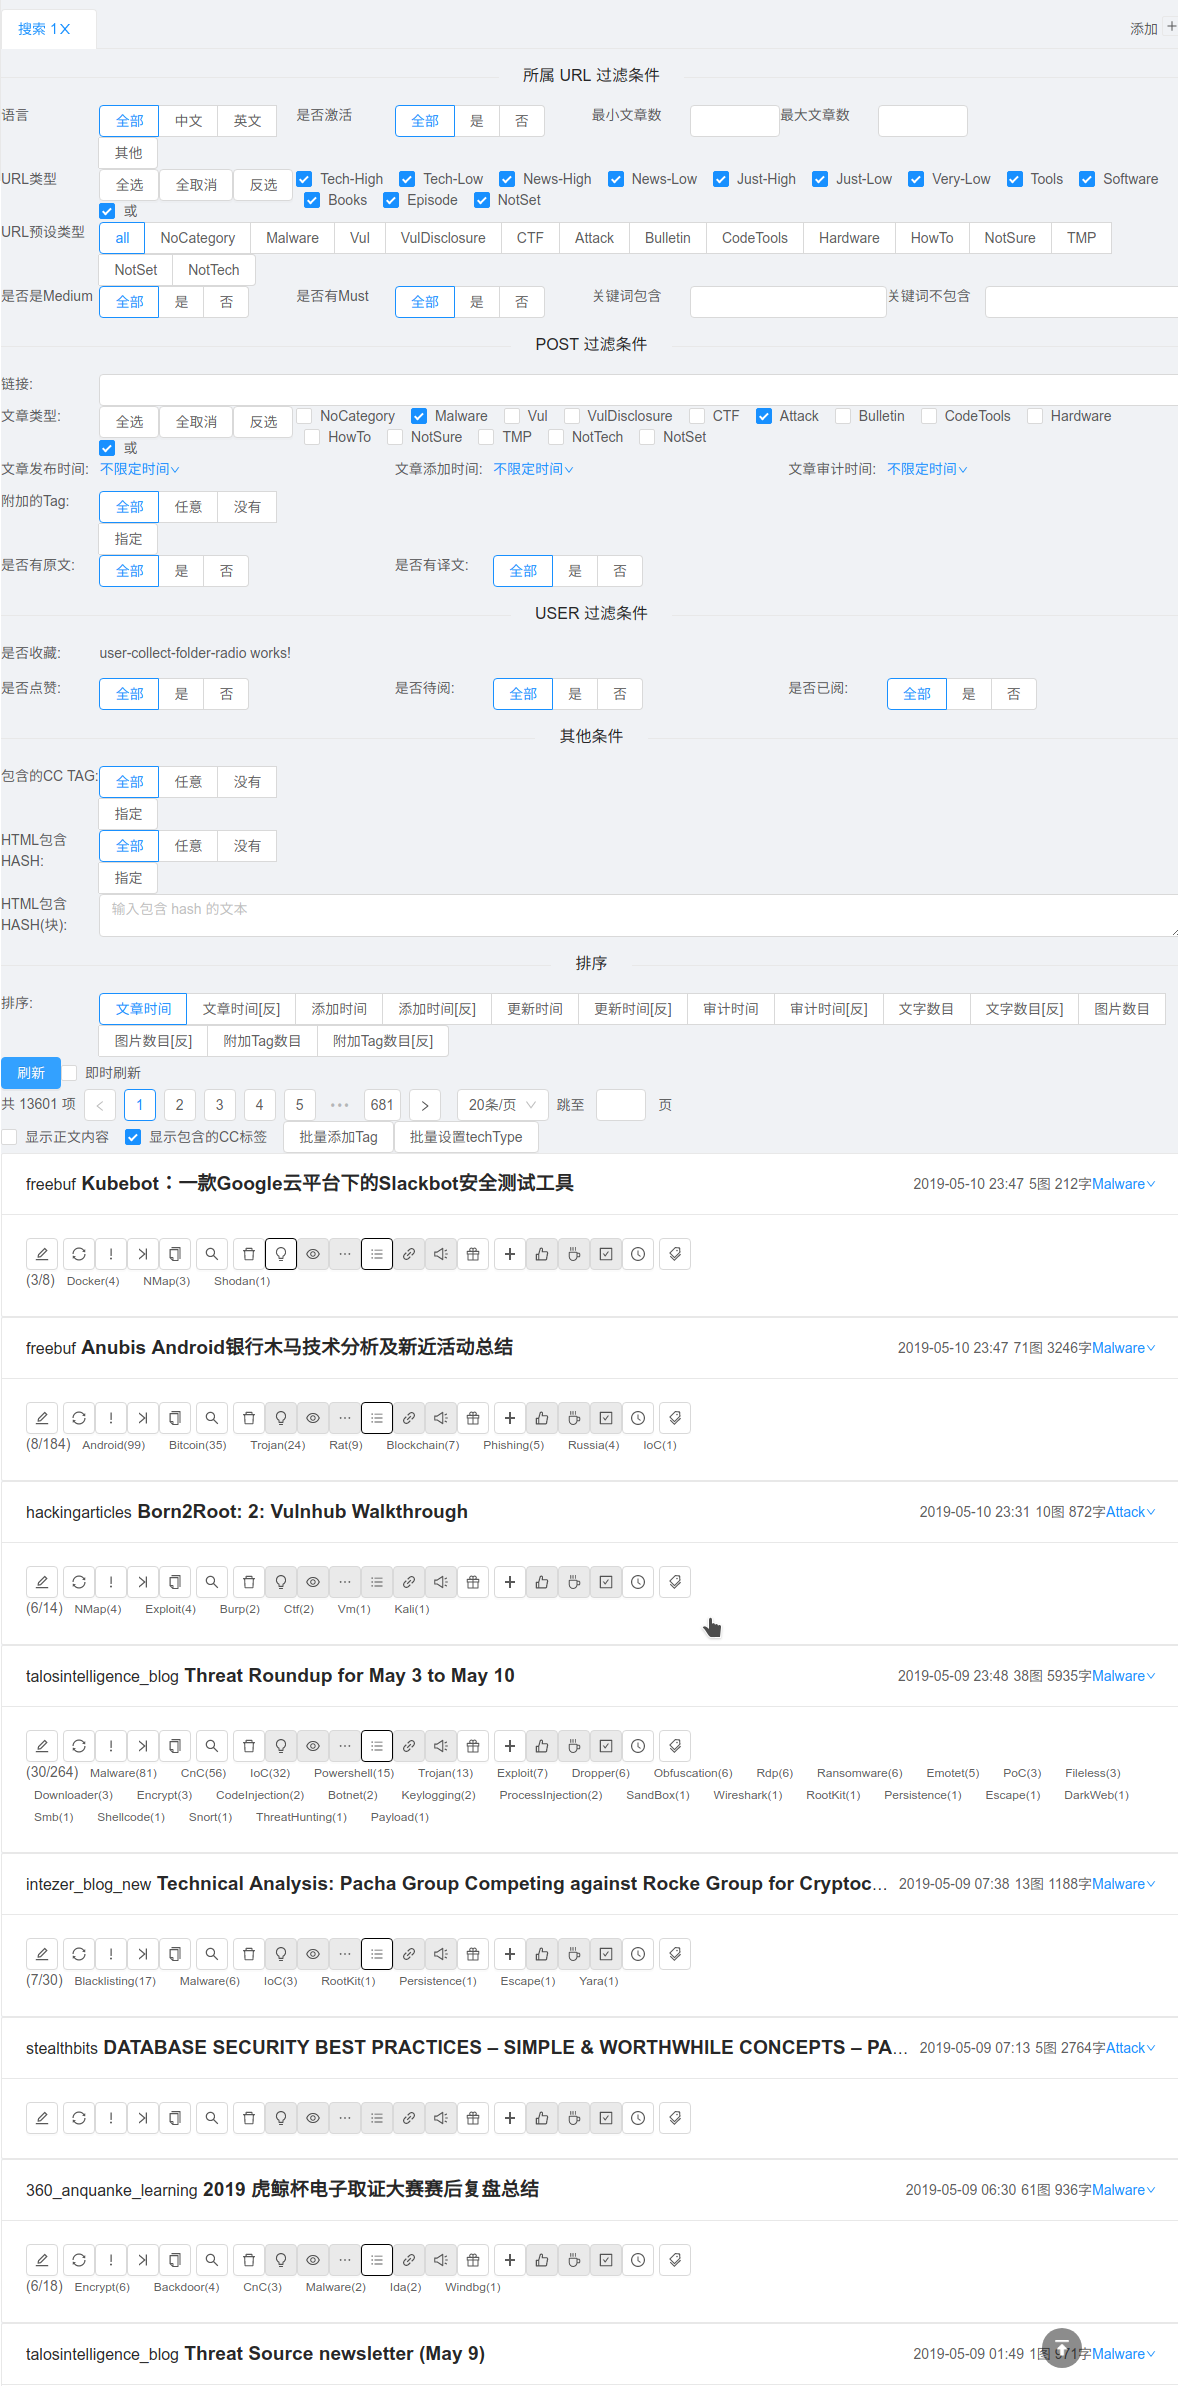 搜索 1X
添加 +
所属 URL 过滤条件
语言 全部 中文 英文 其他 是否激活 全部 是 否 最小文章数 最大文章数
URL类型 全选 全取消 反选 Tech-High Tech-Low News-High News-Low Just-High Just-Low Very-Low Tools Software
Books Episode NotSet
或
URL预设类型 all NoCategory Malware Vul VulDisclosure CTF Attack Bulletin CodeTools Hardware HowTo NotSure TMP
NotSet NotTech
是否是Medium 全部 是 否 是否有Must 全部 是 否 关键词包含 关键词不包含
POST 过滤条件
链接:
文章类型: 全选 全取消 反选 NoCategory Malware Vul VulDisclosure CTF Attack Bulletin CodeTools Hardware
HowTo NotSure TMP NotTech NotSet
或
文章发布时间: 不限定时间 文章添加时间: 不限定时间 文章审计时间: 不限定时间
附加的Tag: 全部 任意 没有
指定
是否有原文: 全部 是 否 是否有译文: 全部 是 否
USER 过滤条件
是否收藏: user-collect-folder-radio works!
是否点赞: 全部 是 否 是否待阅: 全部 是 否 是否已阅: 全部 是 否
其他条件
包含的CC TAG: 全部 任意 没有
指定
HTML包含 HASH: 全部 任意 没有
指定
HTML包含 HASH(块): 输入包含 hash 的文本
排序
排序: 文章时间 文章时间[反] 添加时间 添加时间[反] 更新时间 更新时间[反] 审计时间 审计时间[反] 文字数目 文字数目[反] 图片数目
图片数目[反] 附加Tag数目 附加Tag数目[反]
刷新 即时刷新
共 13601 项 < 1 2 3 4 5 ••• 681 > 20条/页 跳至 页
显示正文内容 显示包含的CC标签 批量添加Tag 批量设置techType
freebuf Kubebot：一款Google云平台下的Slackbot安全测试工具 2019-05-10 23:47 5图 212字Malware
(3/8) Docker(4) NMap(3) Shodan(1)
freebuf Anubis Android银行木马技术分析及新近活动总结 2019-05-10 23:47 71图 3246字Malware
(8/184) Android(99) Bitcoin(35) Trojan(24) Rat(9) Blockchain(7) Phishing(5) Russia(4) IoC(1)
hackingarticles Born2Root: 2: Vulnhub Walkthrough 2019-05-10 23:31 10图 872字Attack
(6/14) NMap(4) Exploit(4) Burp(2) Ctf(2) Vm(1) Kali(1)
talosintelligence_blog Threat Roundup for May 3 to May 10 2019-05-09 23:48 38图 5935字Malware
(30/264) Malware(81) CnC(56) IoC(32) Powershell(15) Trojan(13) Exploit(7) Dropper(6) Obfuscation(6) Rdp(6) Ransomware(6) Emotet(5) PoC(3) Fileless(3)
Downloader(3) Encrypt(3) CodeInjection(2) Botnet(2) Keylogging(2) ProcessInjection(2) SandBox(1) Wireshark(1) RootKit(1) Persistence(1) Escape(1) DarkWeb(1)
Smb(1) Shellcode(1) Snort(1) ThreatHunting(1) Payload(1)
intezer_blog_new Technical Analysis: Pacha Group Competing against Rocke Group for Cryptoc... 2019-05-09 07:38 13图 1188字Malware
(7/30) Blacklisting(17) Malware(6) IoC(3) RootKit(1) Persistence(1) Escape(1) Yara(1)
stealthbits DATABASE SECURITY BEST PRACTICES – SIMPLE & WORTHWHILE CONCEPTS – PA... 2019-05-09 07:13 5图 2764字Attack
360_anquanke_learning 2019 虎鲸杯电子取证大赛赛后复盘总结 2019-05-09 06:30 61图 936字Malware
(6/18) Encrypt(6) Backdoor(4) CnC(3) Malware(2) Ida(2) Windbg(1)
talosintelligence_blog Threat Source newsletter (May 9) 2019-05-09 01:49 1图 971字Malware